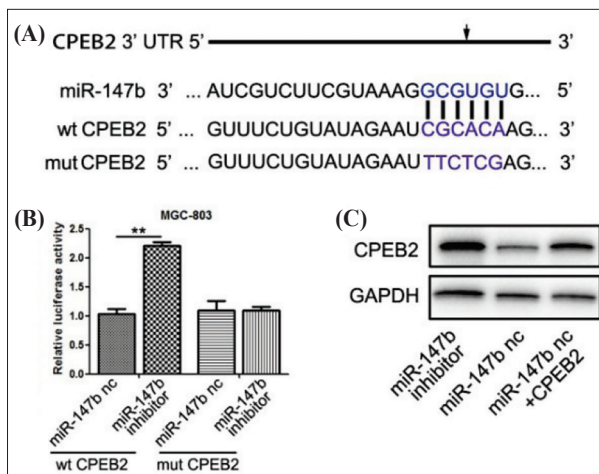 (A)
CPEB2 3' UTR 5' 3'
miR-147b 3' ... AUCGUCUUCGUAAAGGCGUGUG... 5'
wt CPEB2 5' ... GUUUCUGUAUAGAAUCGCACAAG... 3'
mut CPEB2 5' ... GUUUCUGUAUAGAAUTTCTCGAG... 3'
(B)
MGC-803
Relative luciferase activity
2.5
2.0
1.5
1.0
0.5
0.0
**
miR-147b nc
miR-147b inhibitor
miR-147b nc
miR-147b inhibitor
wt CPEB2
mut CPEB2
(C)
CPEB2
GAPDH
miR-147b inhibitor
miR-147b nc
miR-147b nc +CPEB2